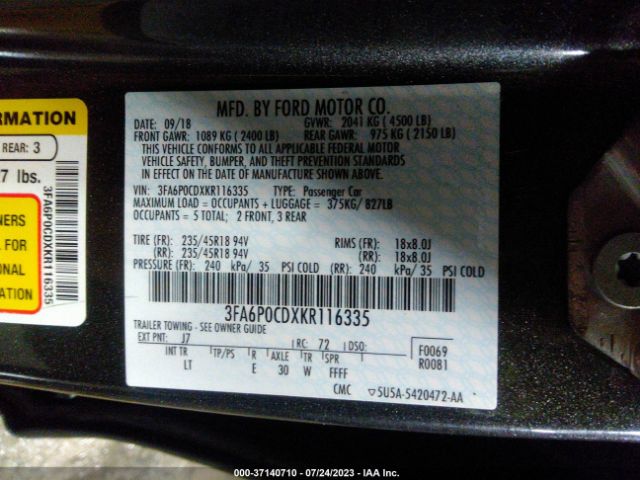 ORMATION
REAR: 3
7 lbs.
NERS
L FOR
ONAL
N
3FA6P0CDXKR116335
MFD. BY FORD MOTOR CO.
DATE: 09/18 GVWR: 2041 KG ( 4500 LB)
FRONT GAWR: 1089 KG ( 2400 LB) REAR GAWR: 975 KG ( 2150 LB)
THIS VEHICLE CONFORMS TO ALL APPLICABLE FEDERAL MOTOR
VEHICLE SAFETY, BUMPER, AND THEFT PREVENTION STANDARDS
IN EFFECT ON THE DATE OF MANUFACTURE SHOWN ABOVE.
VIN: 3FA6P0CDXKR116335 TYPE: Passenger Car
MAXIMUM LOAD = OCCUPANTS + LUGGAGE = 375KG/ 827LB
OCCUPANTS = 5 TOTAL; 2 FRONT, 3 REAR
TIRE (FR): 235/45R18 94V RIMS (FR): 18x8.0J
(RR): 235/45R18 94V (RR): 18x8.0J
PRESSURE (FR): 240 kPa/ 35 PSI COLD (RR): 240 kPa/ 35 PSI COLD
3FA6P0CDXKR116335
TRAILER TOWING - SEE OWNER GUIDE
EXT PNT: J7 RC: 72 DSO: F0069
INT TR TP/PS R AXLE TR SPR R0081
LT E 30 W FFFF
CMC ▽5U5A-5420472-AA
000-37140710 - 07/24/2023 - IAA Inc.